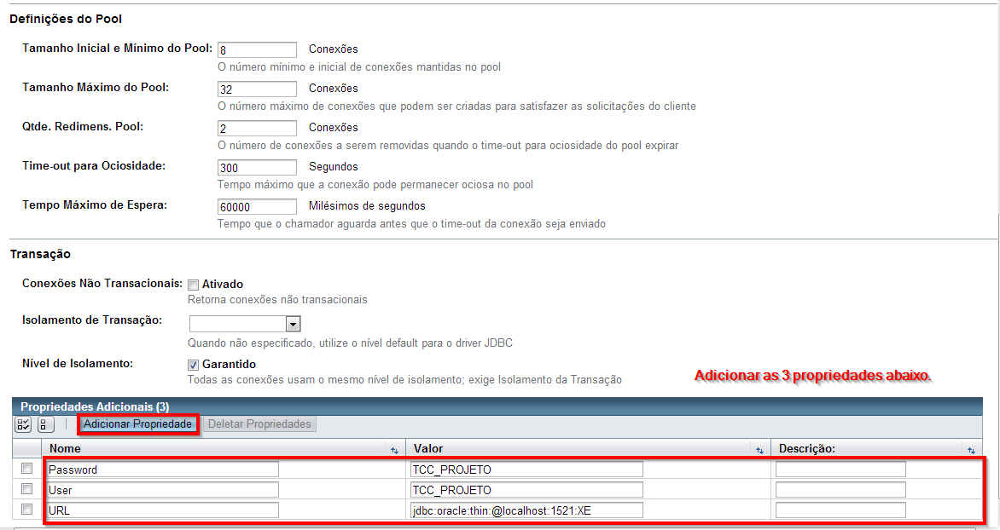 Definições do Pool
Tamanho Inicial e Mínimo do Pool: 8 Conexões
O número mínimo e inicial de conexões mantidas no pool
Tamanho Máximo do Pool: 32 Conexões
O número máximo de conexões que podem ser criadas para satisfazer as solicitações do cliente
Qtde. Redimens. Pool: 2 Conexões
O número de conexões a serem removidas quando o time-out para ociosidade do pool expirar
Time-out para Ociosidade: 300 Segundos
Tempo máximo que a conexão pode permanecer ociosa no pool
Tempo Máximo de Espera: 60000 Milésimos de segundos
Tempo que o chamador aguarda antes que o time-out da conexão seja enviado
Transação
Conexões Não Transacionais: Ativado
Retorna conexões não transacionais
Isolamento de Transação:
Quando não especificado, utilize o nível default para o driver JDBC
Nível de Isolamento: Garantido
Todas as conexões usam o mesmo nível de isolamento; exige Isolamento da Transação
Adicionar as 3 propriedades abaixo.
Propriedades Adicionais (3)
Adicionar Propriedade Deletar Propriedades
Nome Valor Descrição:
Password TCC_PROJETO
User TCC_PROJETO
URL jdbc:oracle:thin:@localhost:1521:XE